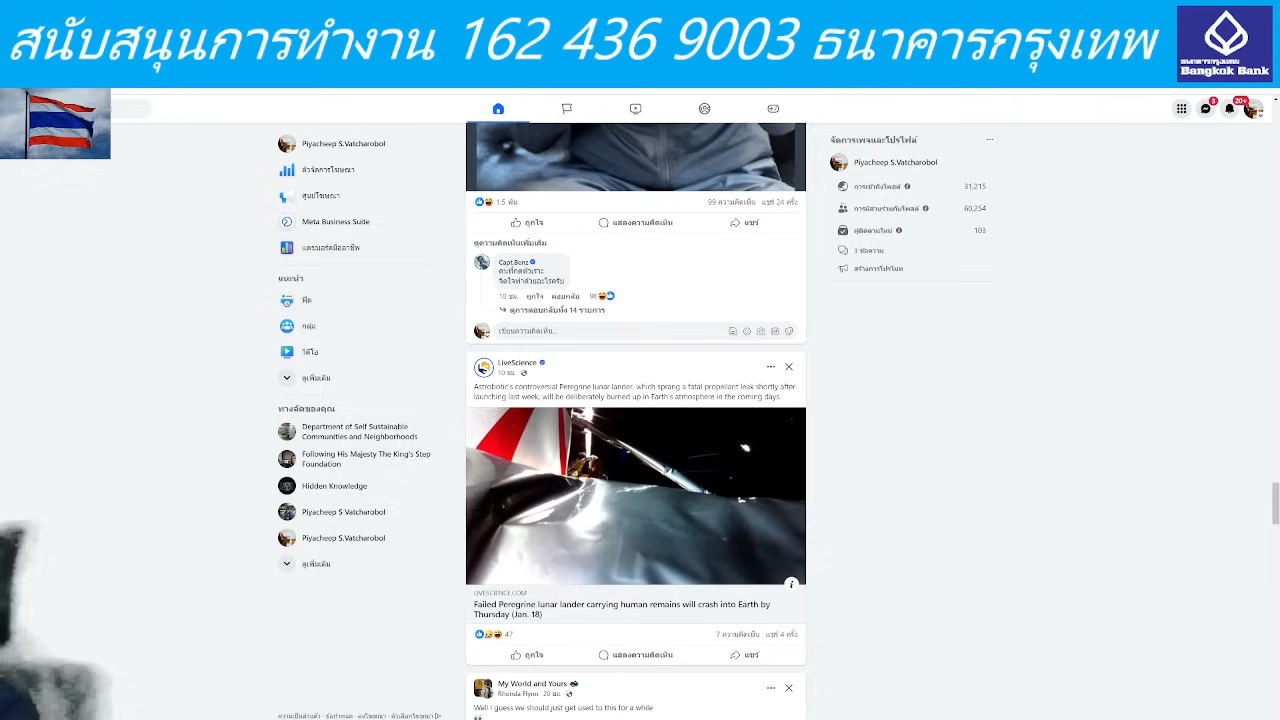 สนับสนุนการทำงาน 162 436 9003 ธนาคารกรุงเทพ
Bangkok Bank
3
20+
Piyacheep S.Vatcharobol
ตัวจัดการโฆษณา
ศูนย์โฆษณา
Meta Business Suite
แดชบอร์ดมืออาชีพ
แนะนำ
ฟีด
กลุ่ม
วิดีโอ
ดูเพิ่มเติม
ทางลัดของคุณ
Department of Self Sustainable
Communities and Neighborhoods
Following His Majesty The King's Step
Foundation
Hidden Knowledge
Piyacheep S Vatcharobol
Piyacheep S.Vatcharobol
ดูเพิ่มเติม
ความเป็นส่วนตัว · ข้อกำหนด · ลงโฆษณา · ตัวเลือกโฆษณา
1.5 พัน
99 ความคิดเห็น แชร์ 24 ครั้ง
ถูกใจ
แสดงความคิดเห็น
แชร์
ดูความคิดเห็นเพิ่มเติม
Capt.Benz
คนที่ถดหัวเราะ
จิตใจทำด้วยอะไรครับ
10 ชม. ถูกใจ ตอบกลับ 98
ดูการตอบกลับทั้ง 14 รายการ
เขียนความคิดเห็น...
LiveScience
10 ชม.
Astrobotic's controversial Peregrine lunar lander, which sprang a fatal propellant leak shortly after
launching last week, will be deliberately burned up in Earth's atmosphere in the coming days.
LIVESCIENCE.COM
Failed Peregrine lunar lander carrying human remains will crash into Earth by
Thursday (Jan. 18)
47
7 ความคิดเห็น แชร์ 4 ครั้ง
ถูกใจ
แสดงความคิดเห็น
แชร์
My World and Yours
Rhonda Flynn · 20 ชม.
Well I guess we should just get used to this for a while
จัดการเพจและโปรไฟล์
Piyacheep S.Vatcharobol
การเข้าถึงโพสต์ 31,215
การมีส่วนร่วมกับโพสต์ 60,254
ผู้ติดตามใหม่ 103
3 ข้อความ
สร้างการโปรโมท